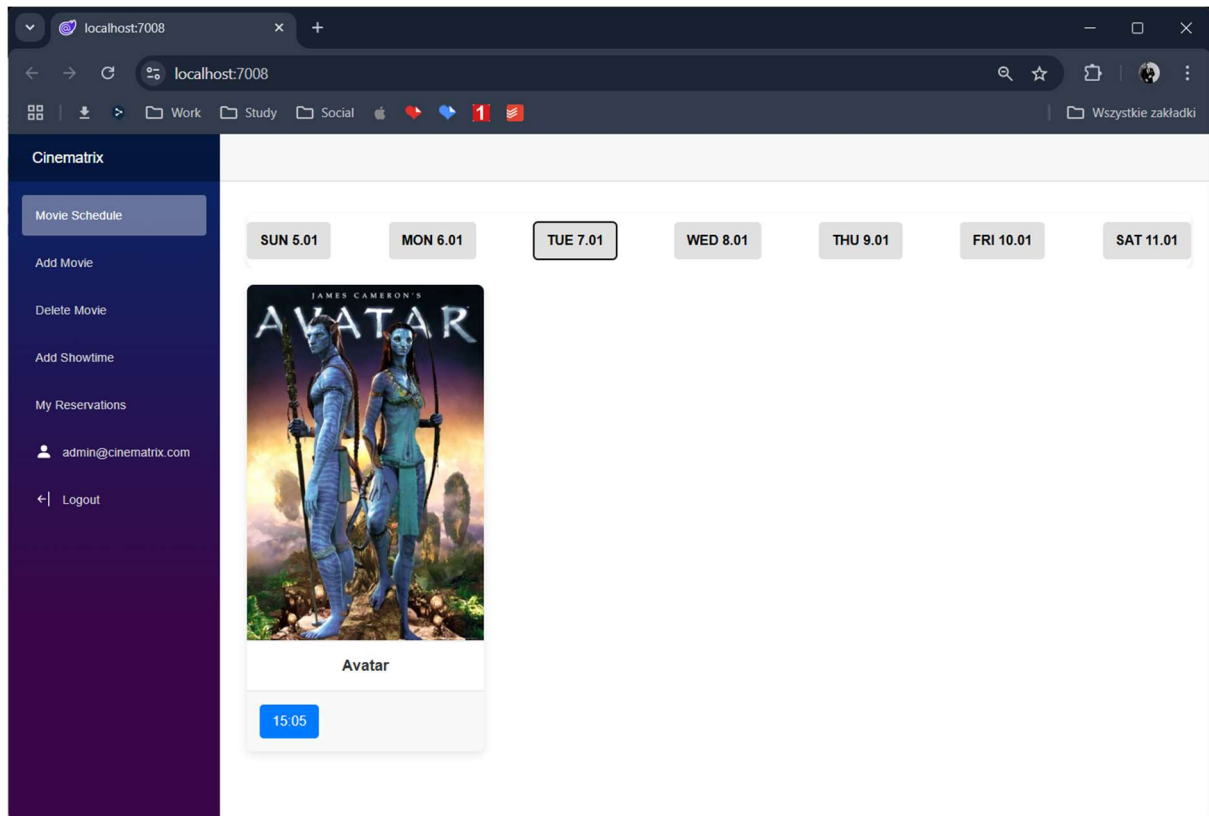 localhost:7008
localhost:7008
Work Study Social 1 Wszystkie zakładki
Cinematrix
Movie Schedule
Add Movie
Delete Movie
Add Showtime
My Reservations
admin@cinematrix.com
Logout
SUN 5.01 MON 6.01 TUE 7.01 WED 8.01 THU 9.01 FRI 10.01 SAT 11.01
JAMES CAMERON'S
AVATAR
Avatar
15:05